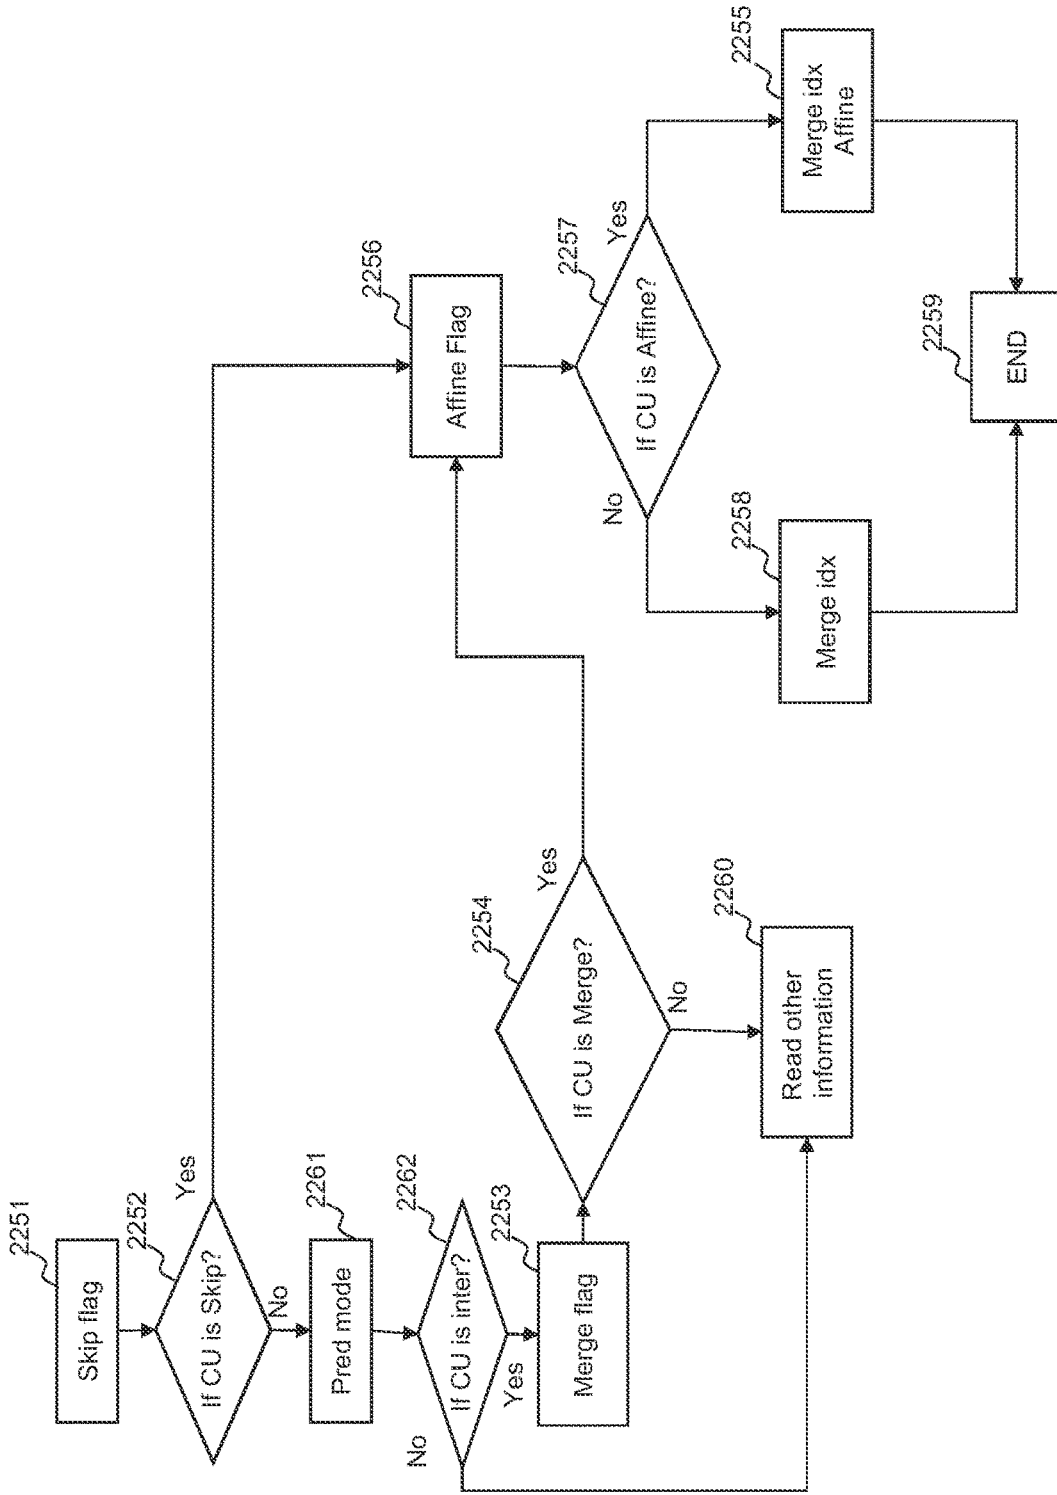 2251
Skip flag
2252
If CU is Skip?
Yes
No
2261
Pred mode
2262
If CU is inter?
No
Yes
2253
Merge flag
2254
If CU is Merge?
Yes
No
2260
Read other
information
2256
Affine Flag
2257
If CU is Affine?
No
Yes
2258
Merge idx
2255
Merge idx
Affine
2259
END